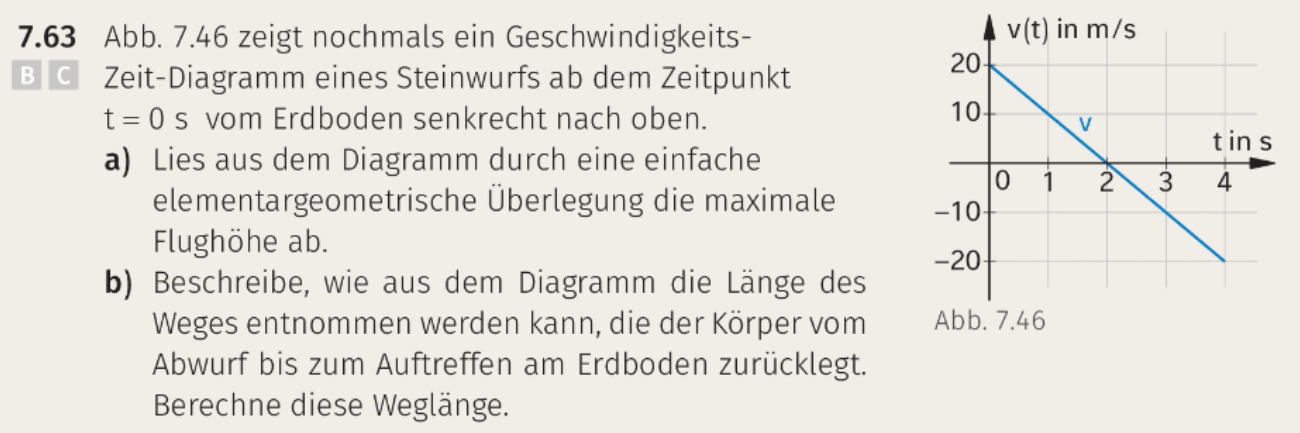 7.63 Abb. 7.46 zeigt nochmals ein Geschwindigkeits-
B C Zeit-Diagramm eines Steinwurfs ab dem Zeitpunkt
t = 0 s vom Erdboden senkrecht nach oben.
a) Lies aus dem Diagramm durch eine einfache
elementargeometrische Überlegung die maximale
Flughöhe ab.
b) Beschreibe, wie aus dem Diagramm die Länge des
Weges entnommen werden kann, die der Körper vom
Abwurf bis zum Auftreffen am Erdboden zurücklegt.
Berechne diese Weglänge.
v(t) in m/s
20
10
v
t in s
0 1 2 3 4
–10
–20
Abb. 7.46